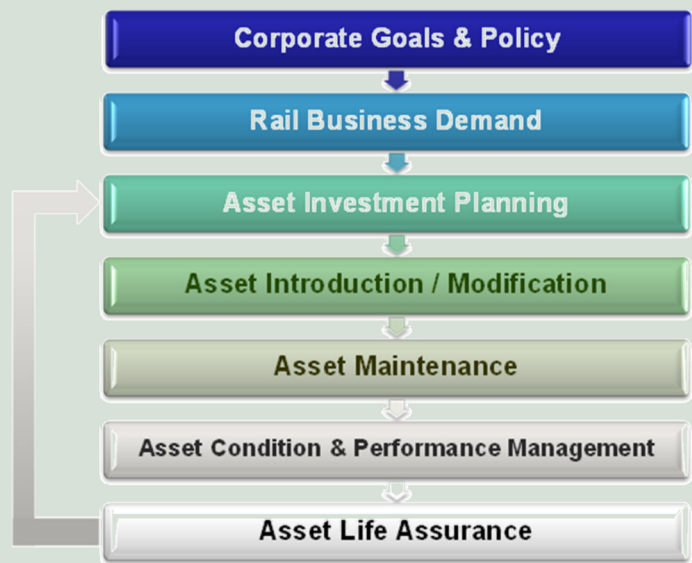 Corporate Goals & Policy
Rail Business Demand
Asset Investment Planning
Asset Introduction / Modification
Asset Maintenance
Asset Condition & Performance Management
Asset Life Assurance